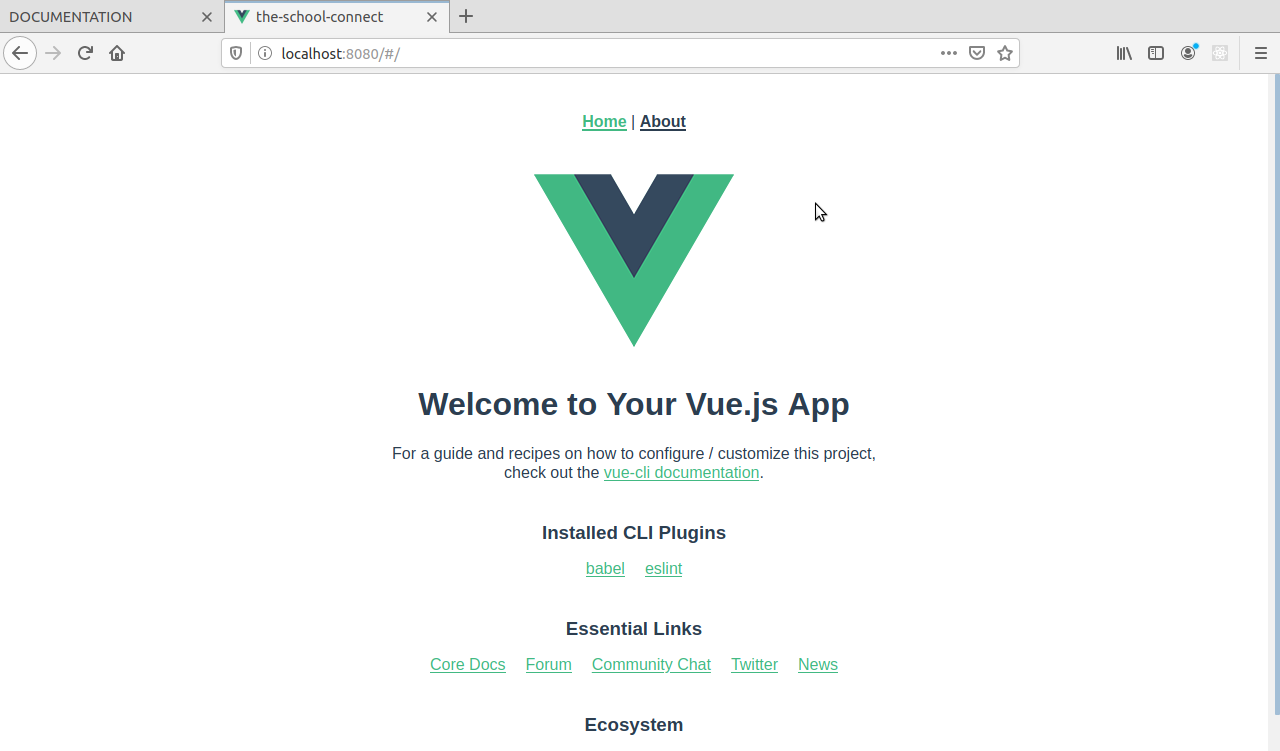 DOCUMENTATION
the-school-connect
localhost:8080/#/
Home | About
Welcome to Your Vue.js App
For a guide and recipes on how to configure / customize this project,
check out the vue-cli documentation.
Installed CLI Plugins
babel eslint
Essential Links
Core Docs Forum Community Chat Twitter News
Ecosystem